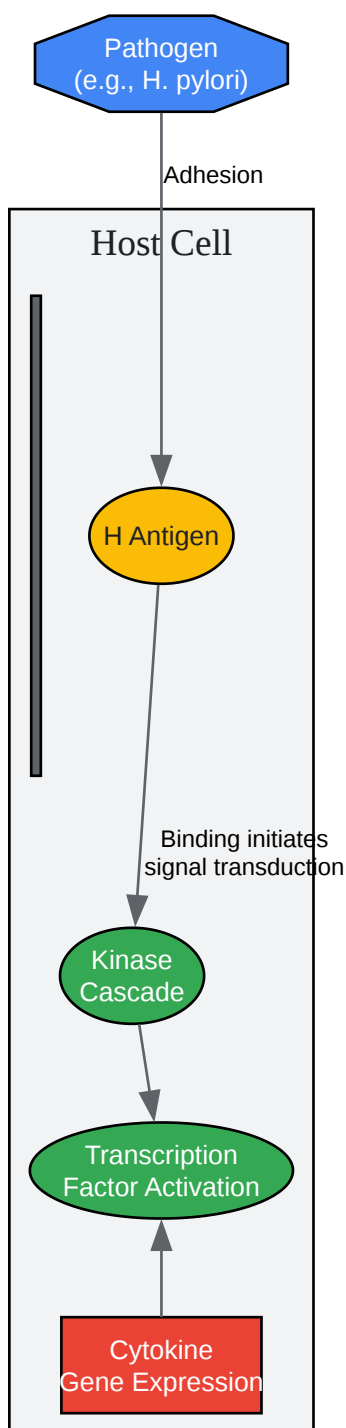 Pathogen
(e.g., H. pylori)
Adhesion
Host Cell
H Antigen
Binding initiates
signal transduction
Kinase
Cascade
Transcription
Factor Activation
Cytokine
Gene Expression